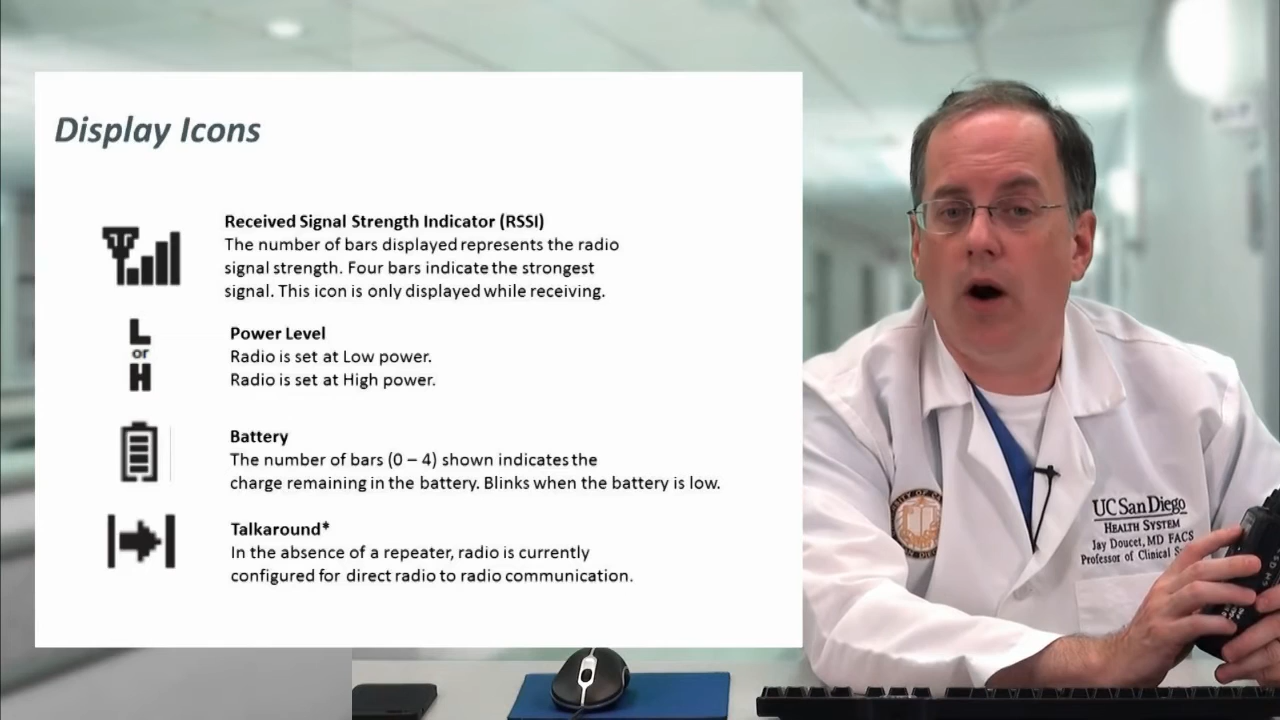 Display Icons
Received Signal Strength Indicator (RSSI)
The number of bars displayed represents the radio
signal strength. Four bars indicate the strongest
signal. This icon is only displayed while receiving.
L
or
H
Power Level
Radio is set at Low power.
Radio is set at High power.
Battery
The number of bars (0 – 4) shown indicates the
charge remaining in the battery. Blinks when the battery is low.
Talkaround*
In the absence of a repeater, radio is currently
configured for direct radio to radio communication.
UC San Diego
HEALTH SYSTEM
Jay Doucet, MD FACS
Professor of Clinical